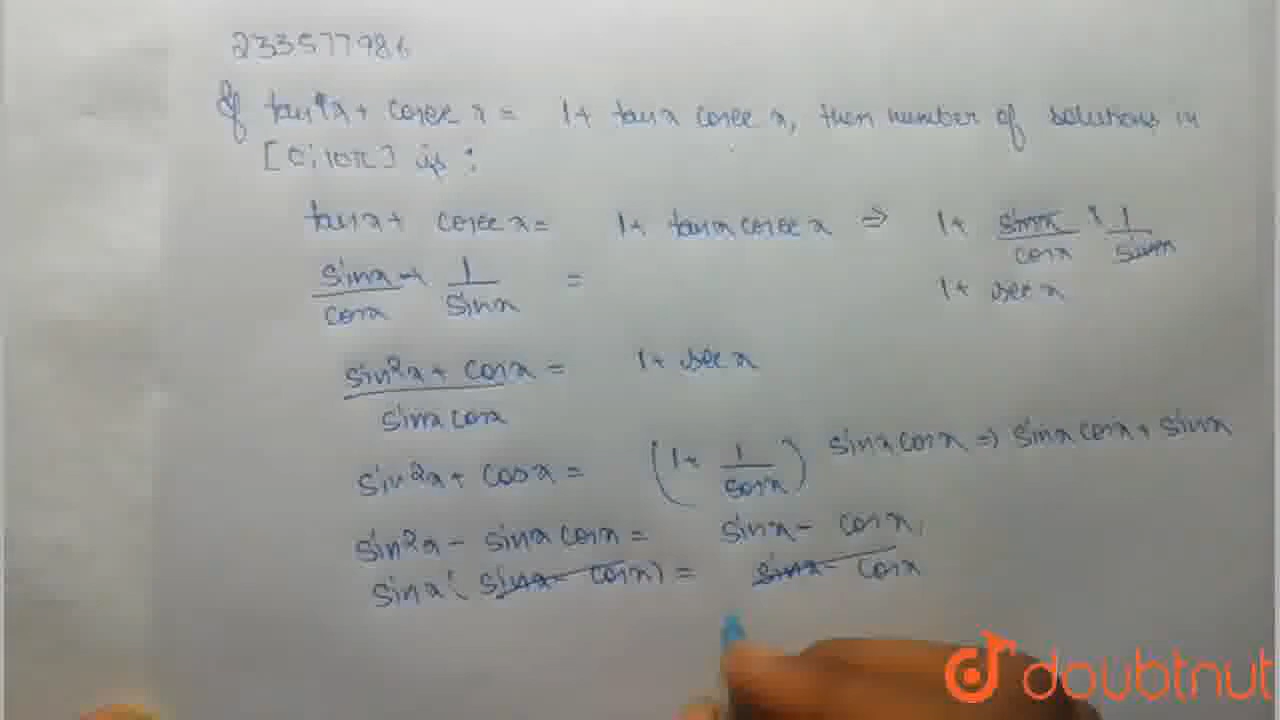 233577986
If tan x + cosec x = 1 + tan x cosec x, then number of solutions in
[0, 10π] is :
tan x + cosec x = 1 + tan x cosec x ⇒ 1 + sin x / cos x × 1 / sin x
sin x / cos x + 1 / sin x = 1 + sec x
sin²x + cos x / sin x cos x = 1 + sec x
sin²x + cos x = (1 + 1 / cos x) sin x cos x ⇒ sin x cos x + sin x
sin²x - sin x cos x = sin x - cos x
sin x (sin x - cos x) = sin x - cos x
doubtnut